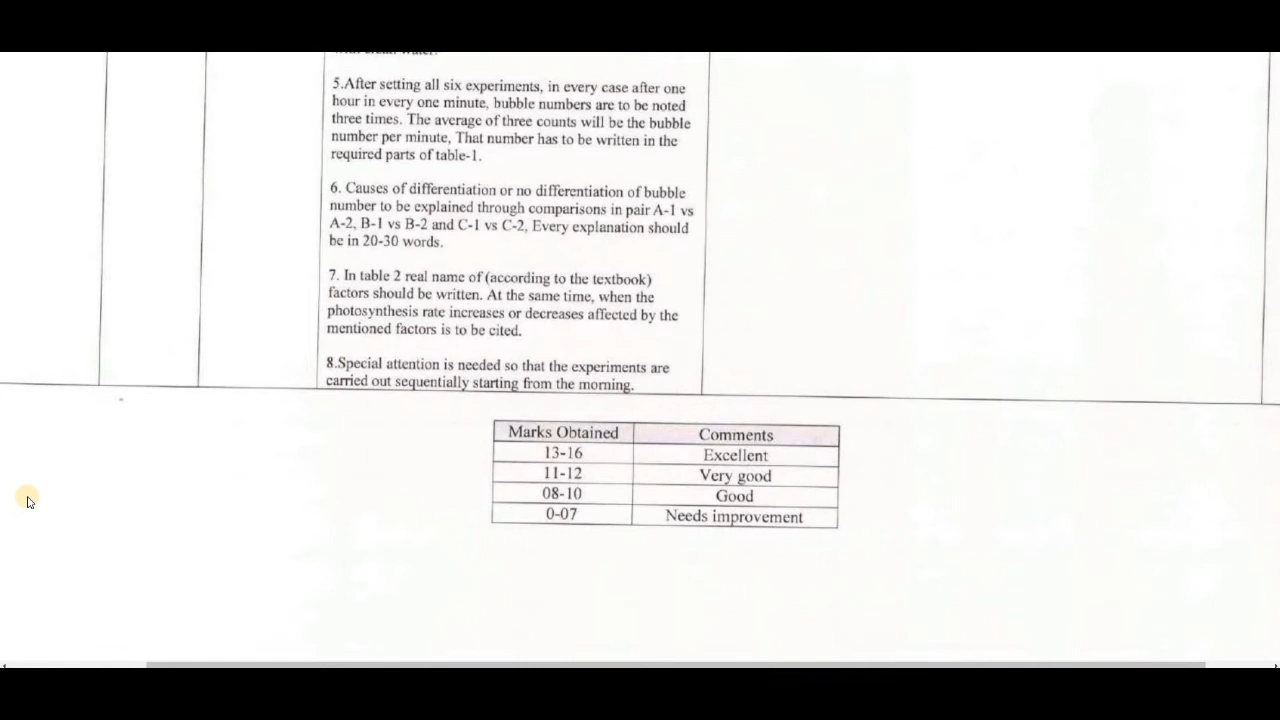 5.After setting all six experiments, in every case after one
hour in every one minute, bubble numbers are to be noted
three times. The average of three counts will be the bubble
number per minute, That number has to be written in the
required parts of table-1.
6. Causes of differentiation or no differentiation of bubble
number to be explained through comparisons in pair A-1 vs
A-2, B-1 vs B-2 and C-1 vs C-2, Every explanation should
be in 20-30 words.
7. In table 2 real name of (according to the textbook)
factors should be written. At the same time, when the
photosynthesis rate increases or decreases affected by the
mentioned factors is to be cited.
8.Special attention is needed so that the experiments are
carried out sequentially starting from the morning.
Marks Obtained Comments
13-16 Excellent
11-12 Very good
08-10 Good
0-07 Needs improvement